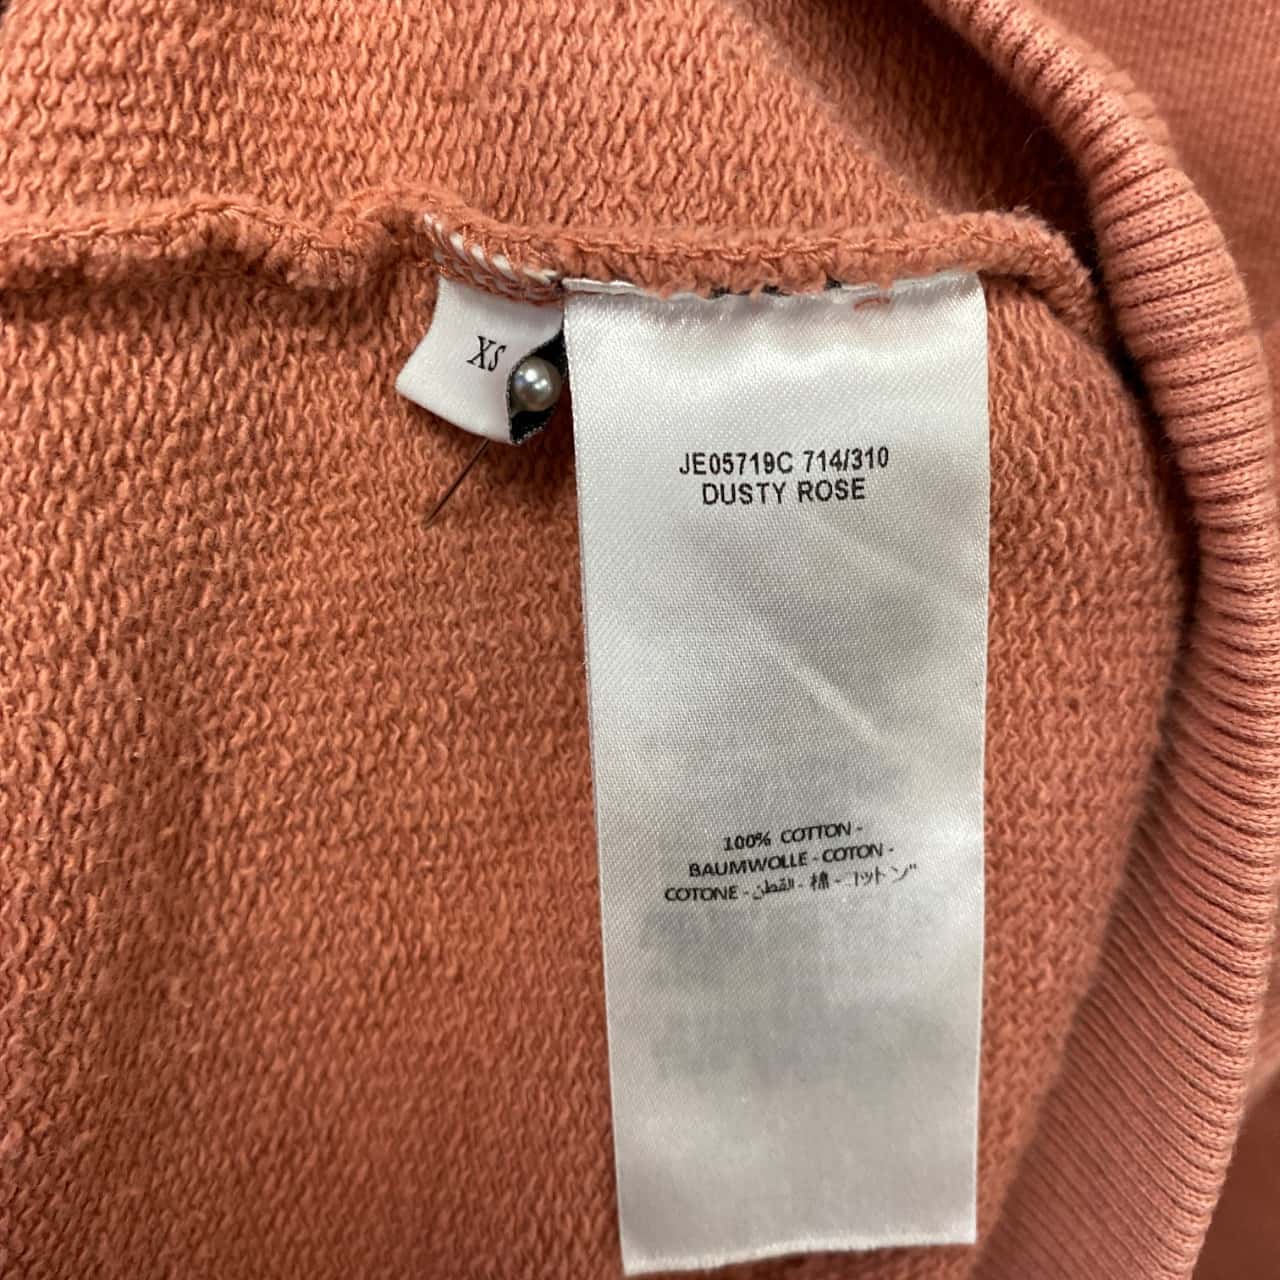 XS
JE05719C 714/310
DUSTY ROSE
100% COTTON -
BAUMWOLLE - COTON -
COTONE - القطن - 棉 - コットン"